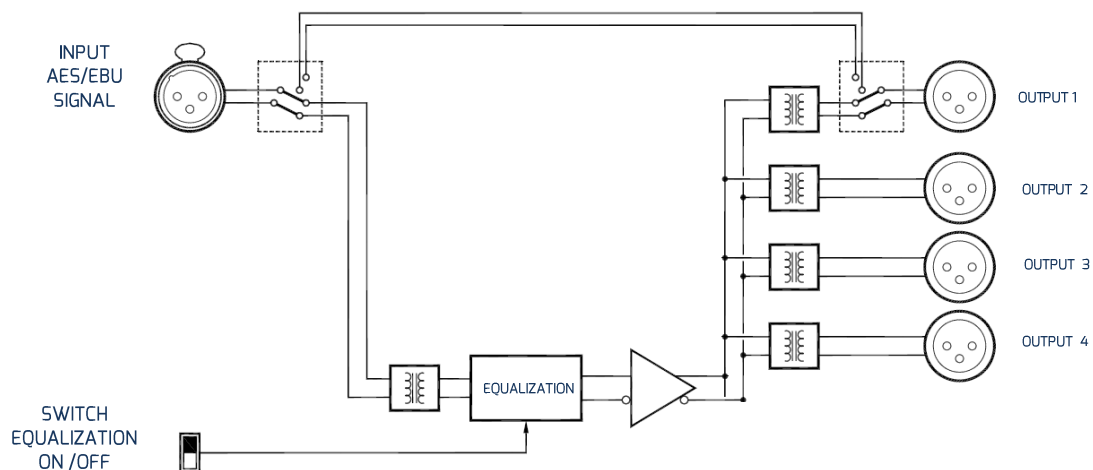 INPUT
AES/EBU
SIGNAL
OUTPUT 1
OUTPUT 2
OUTPUT 3
OUTPUT 4
EQUALIZATION
SWITCH
EQUALIZATION
ON /OFF